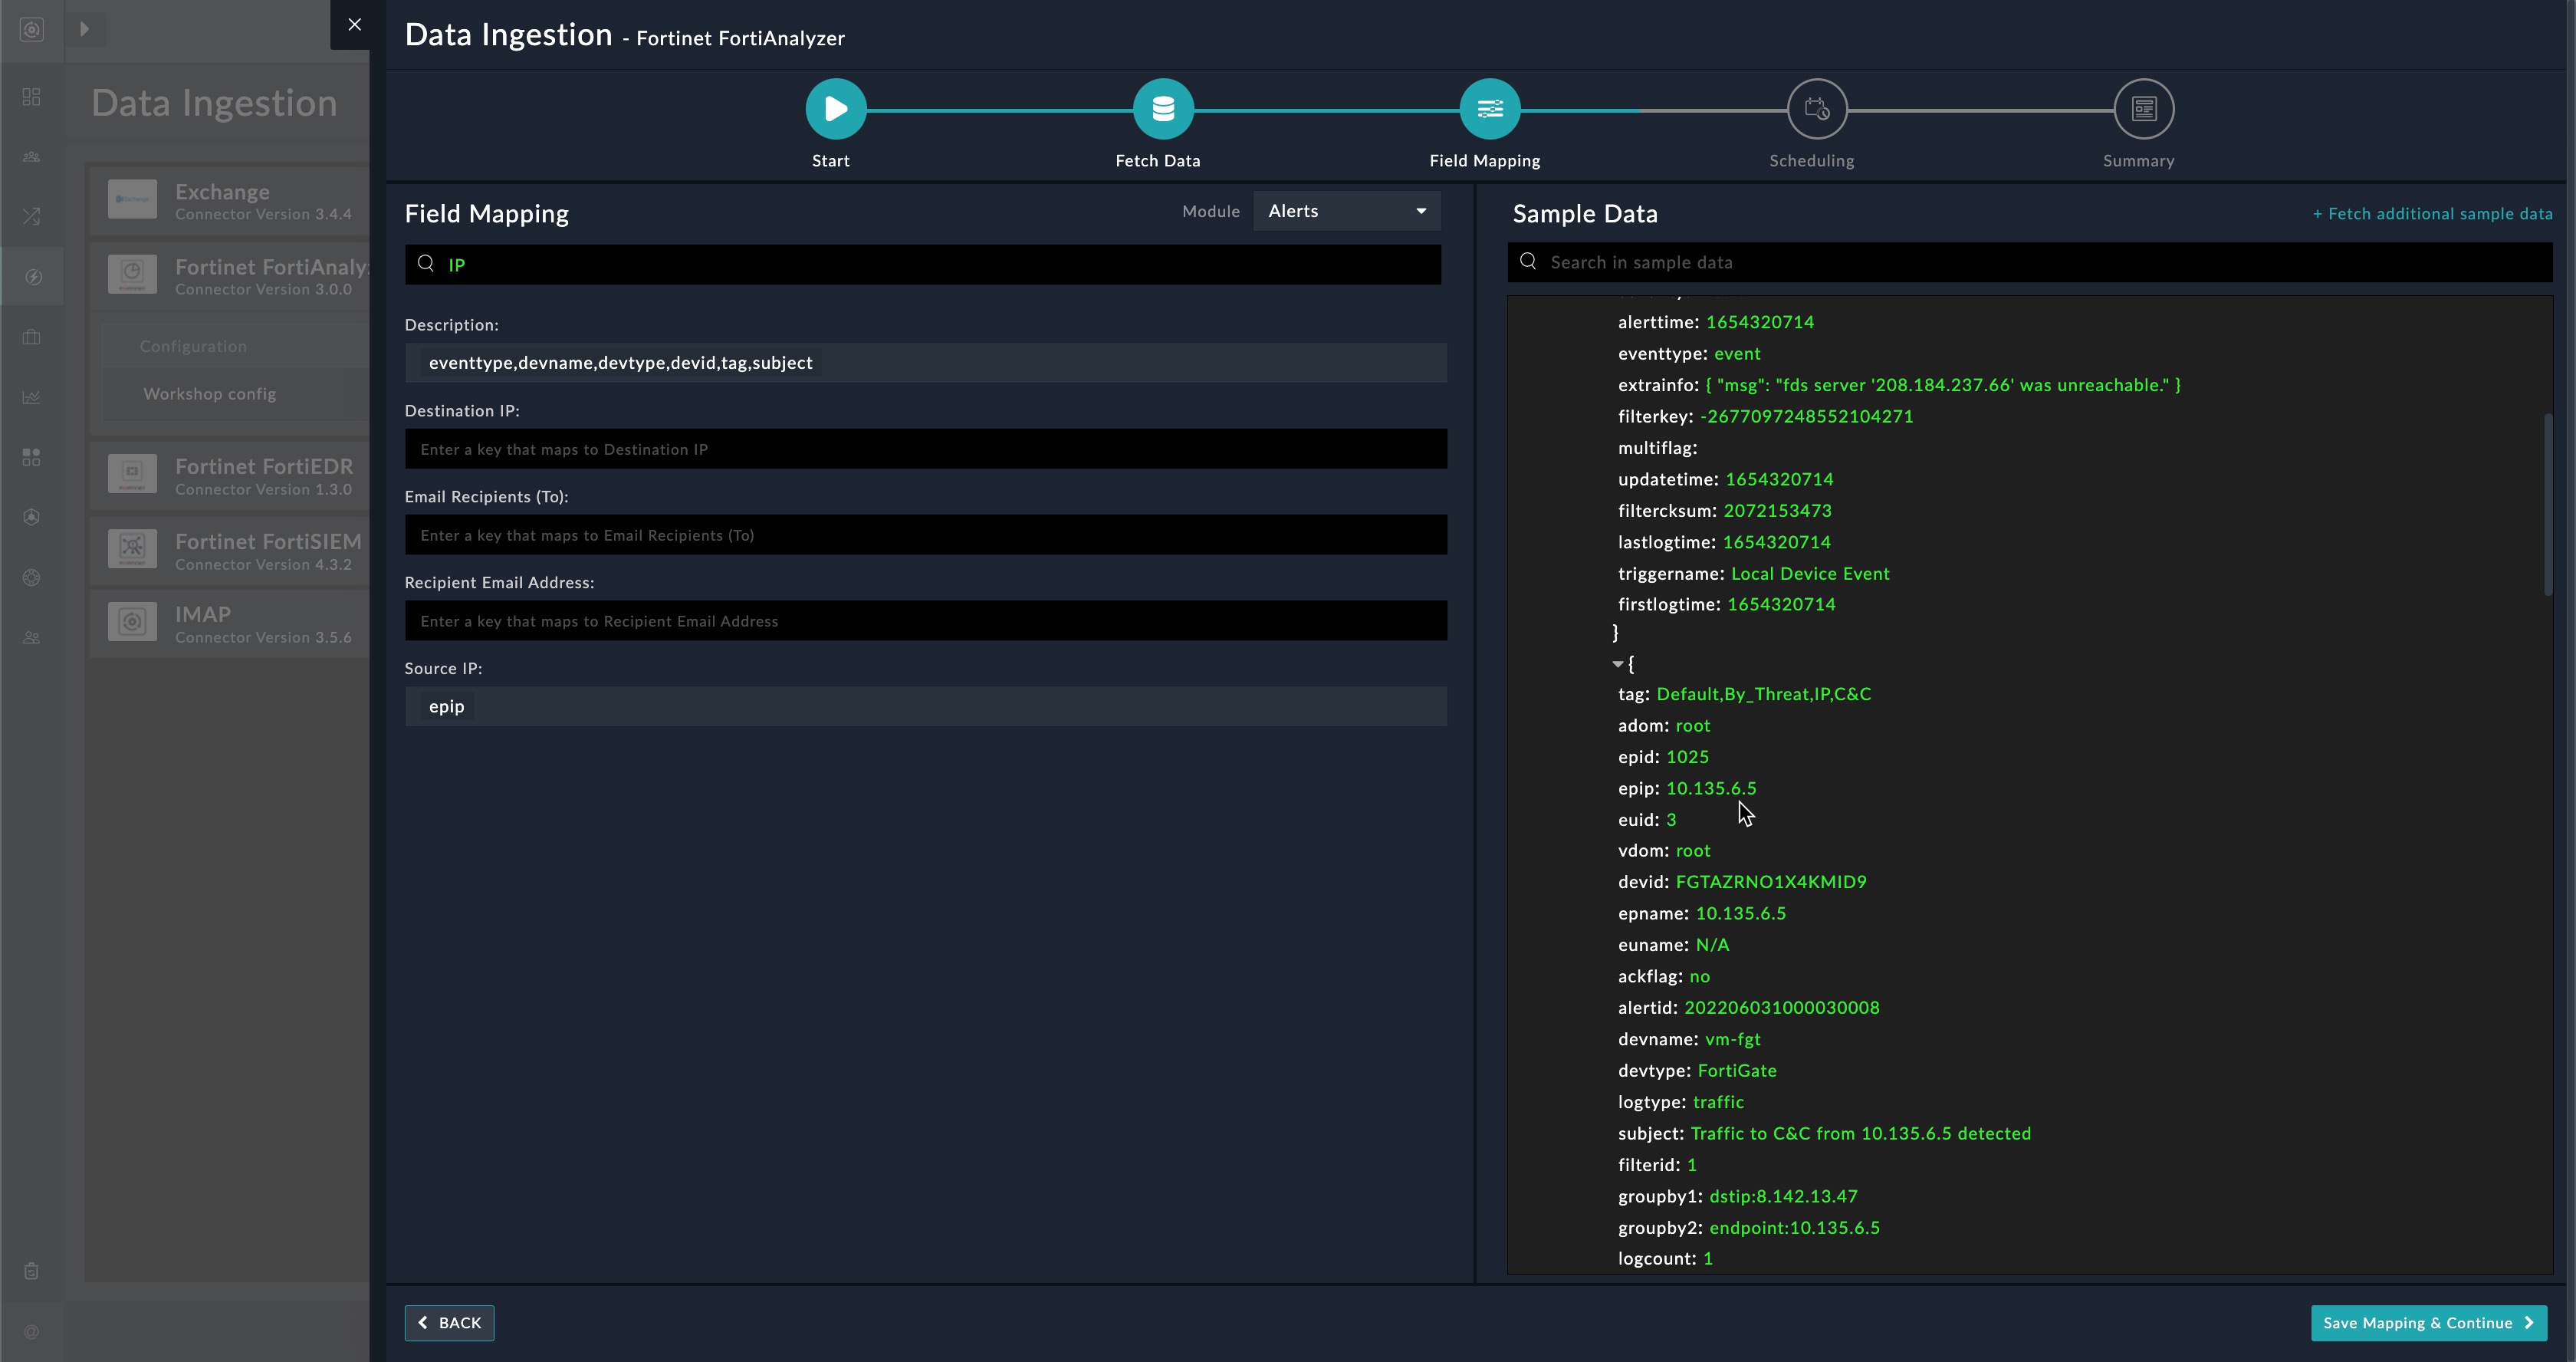 Data Ingestion - Fortinet FortiAnalyzer
Start
Fetch Data
Field Mapping
Scheduling
Summary
Data Ingestion
Exchange
Connector Version 3.4.4
Fortinet FortiAnaly
Connector Version 3.0.0
Configuration
Workshop config
Fortinet FortiEDR
Connector Version 1.3.0
Fortinet FortiSIEM
Connector Version 4.3.2
IMAP
Connector Version 3.5.6
Field Mapping
Module
Alerts
IP
Description:
eventtype,devname,devtype,devid,tag,subject
Destination IP:
Enter a key that maps to Destination IP
Email Recipients (To):
Enter a key that maps to Email Recipients (To)
Recipient Email Address:
Enter a key that maps to Recipient Email Address
Source IP:
epip
Sample Data
+ Fetch additional sample data
Search in sample data
alerttime: 1654320714
eventtype: event
extrainfo: { "msg": "fds server '208.184.237.66' was unreachable." }
filterkey: -2677097248552104271
multiflag:
updatetime: 1654320714
filtercksum: 2072153473
lastlogtime: 1654320714
triggername: Local Device Event
firstlogtime: 1654320714
}
{
tag: Default,By_Threat,IP,C&C
adom: root
epid: 1025
epip: 10.135.6.5
euid: 3
vdom: root
devid: FGTAZRNO1X4KMID9
epname: 10.135.6.5
euname: N/A
ackflag: no
alertid: 202206031000030008
devname: vm-fgt
devtype: FortiGate
logtype: traffic
subject: Traffic to C&C from 10.135.6.5 detected
filterid: 1
groupby1: dstip:8.142.13.47
groupby2: endpoint:10.135.6.5
logcount: 1
BACK
Save Mapping & Continue